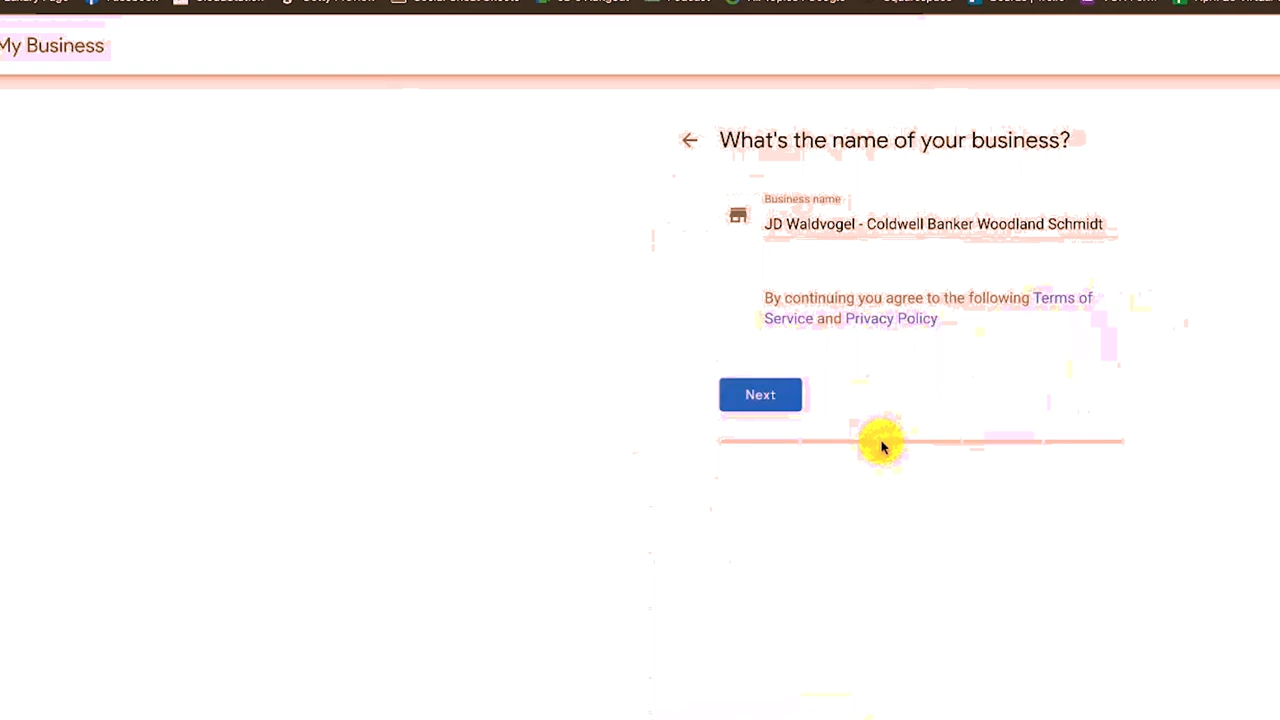 Facebook
My Business
What's the name of your business?
Business name
JD Waldvogel - Coldwell Banker Woodland Schmidt
By continuing you agree to the following Terms of
Service and Privacy Policy
Next